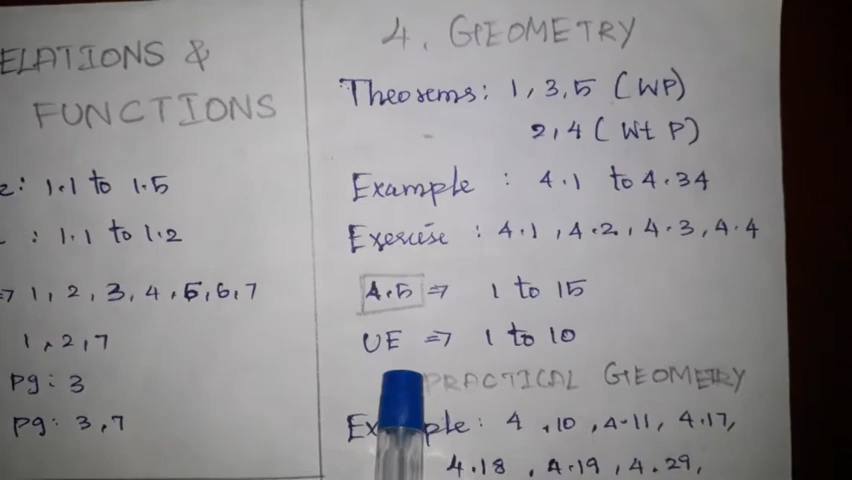 ELATIONS &
FUNCTIONS
e: 1.1 to 1.5
: 1.1 to 1.2
⇒ 1, 2, 3, 4, 5, 6, 7
1, 2, 7
pg: 3
pg: 3,7
4. GEOMETRY
Theorems: 1, 3, 5 (WP)
2, 4 (Wt P)
Example : 4.1 to 4.34
Exercise : 4.1, 4.2, 4.3, 4.4
4.5 ⇒ 1 to 15
UE ⇒ 1 to 10
PRACTICAL GEOMETRY
Ex ple: 4.10, 4.11, 4.17,
4.18, 4.19, 4.29,